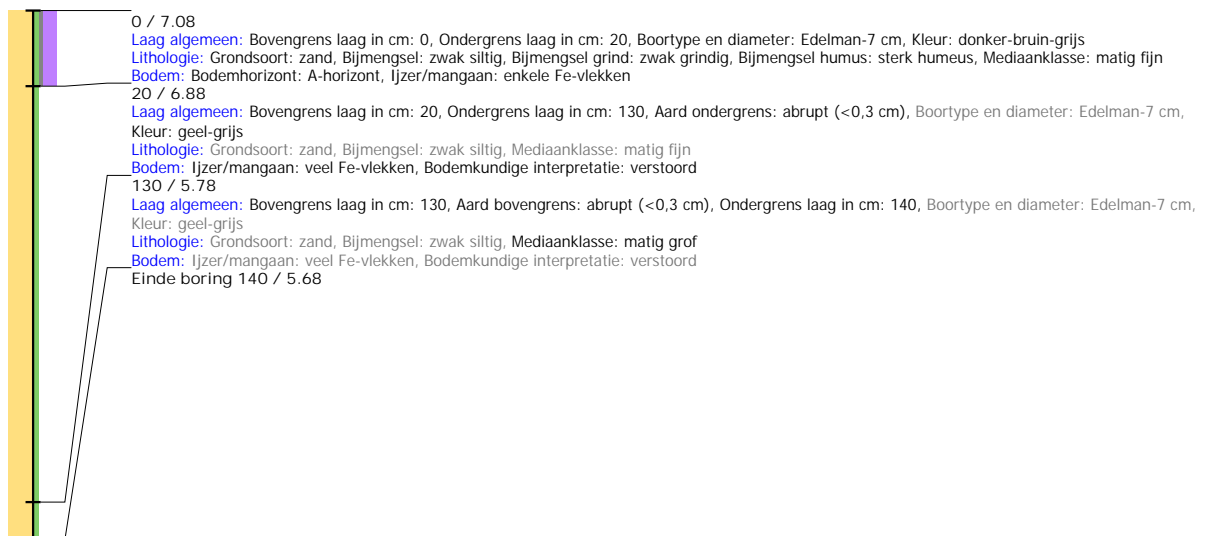 0 / 7.08
Laag algemeen: Bovengrens laag in cm: 0, Ondergrens laag in cm: 20, Boortype en diameter: Edelman-7 cm, Kleur: donker-bruin-grijs
Lithologie: Grondsoort: zand, Bijmengsel: zwak siltig, Bijmengsel grind: zwak grindig, Bijmengsel humus: sterk humeus, Mediaanklasse: matig fijn
Bodem: Bodemhorizont: A-horizont, Ijzer/mangaan: enkele Fe-vlekken
20 / 6.88
Laag algemeen: Bovengrens laag in cm: 20, Ondergrens laag in cm: 130, Aard ondergrens: abrupt (<0,3 cm), Boortype en diameter: Edelman-7 cm,
Kleur: geel-grijs
Lithologie: Grondsoort: zand, Bijmengsel: zwak siltig, Mediaanklasse: matig fijn
Bodem: Ijzer/mangaan: veel Fe-vlekken, Bodemkundige interpretatie: verstoord
130 / 5.78
Laag algemeen: Bovengrens laag in cm: 130, Aard bovengrens: abrupt (<0,3 cm), Ondergrens laag in cm: 140, Boortype en diameter: Edelman-7 cm,
Kleur: geel-grijs
Lithologie: Grondsoort: zand, Bijmengsel: zwak siltig, Mediaanklasse: matig grof
Bodem: Ijzer/mangaan: veel Fe-vlekken, Bodemkundige interpretatie: verstoord
Einde boring 140 / 5.68